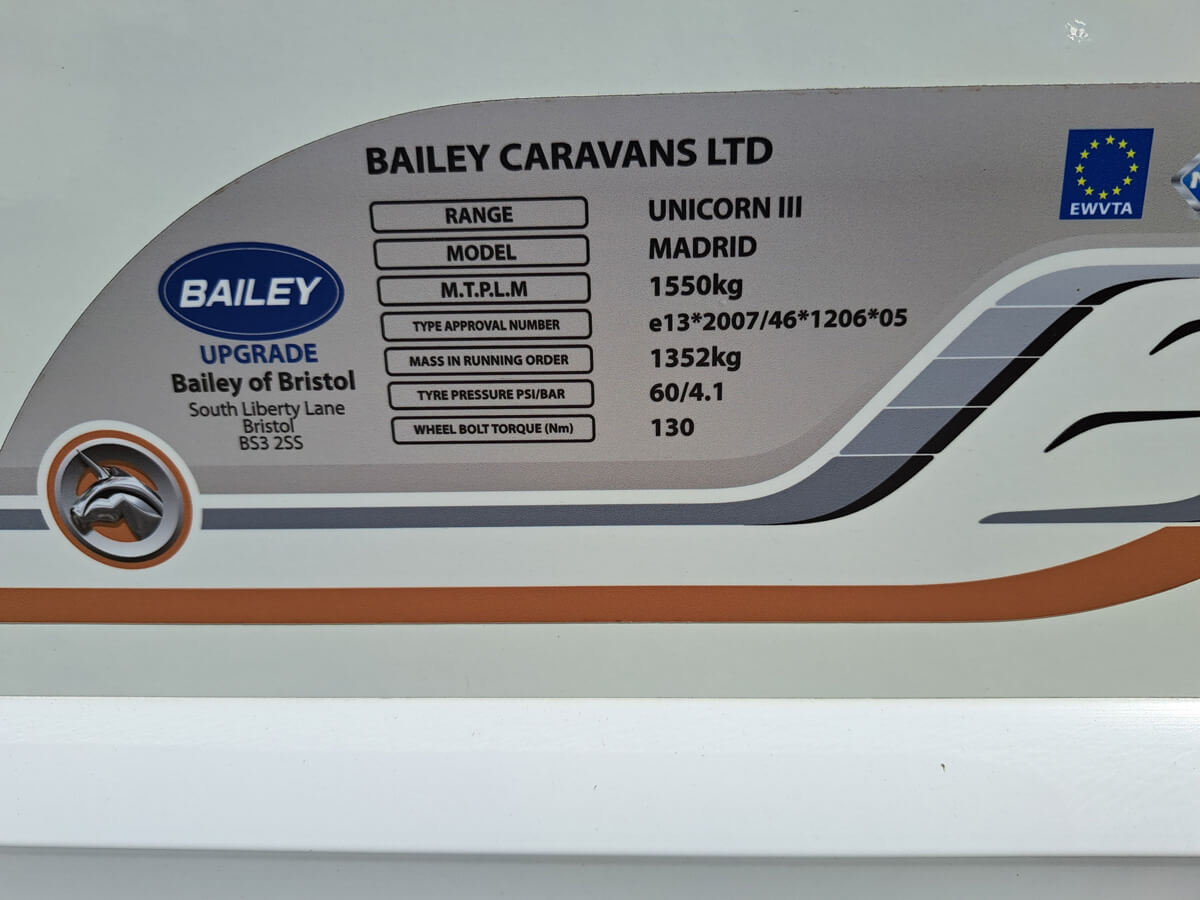 BAILEY CARAVANS LTD
RANGE UNICORN III
MODEL MADRID
M.T.P.L.M 1550kg
TYPE APPROVAL NUMBER e13*2007/46*1206*05
MASS IN RUNNING ORDER 1352kg
TYRE PRESSURE PSI/BAR 60/4.1
WHEEL BOLT TORQUE (Nm) 130
BAILEY
UPGRADE
Bailey of Bristol
South Liberty Lane
Bristol
BS3 2SS
EWVTA